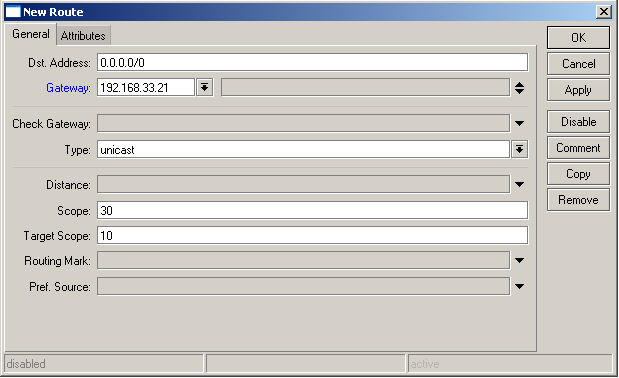 New Route
General Attributes
OK
Dst. Address: 0.0.0.0/0
Cancel
Gateway: 192.168.33.21
Apply
Check Gateway:
Disable
Type: unicast
Comment
Copy
Distance:
Remove
Scope: 30
Target Scope: 10
Routing Mark:
Pref. Source:
disabled active